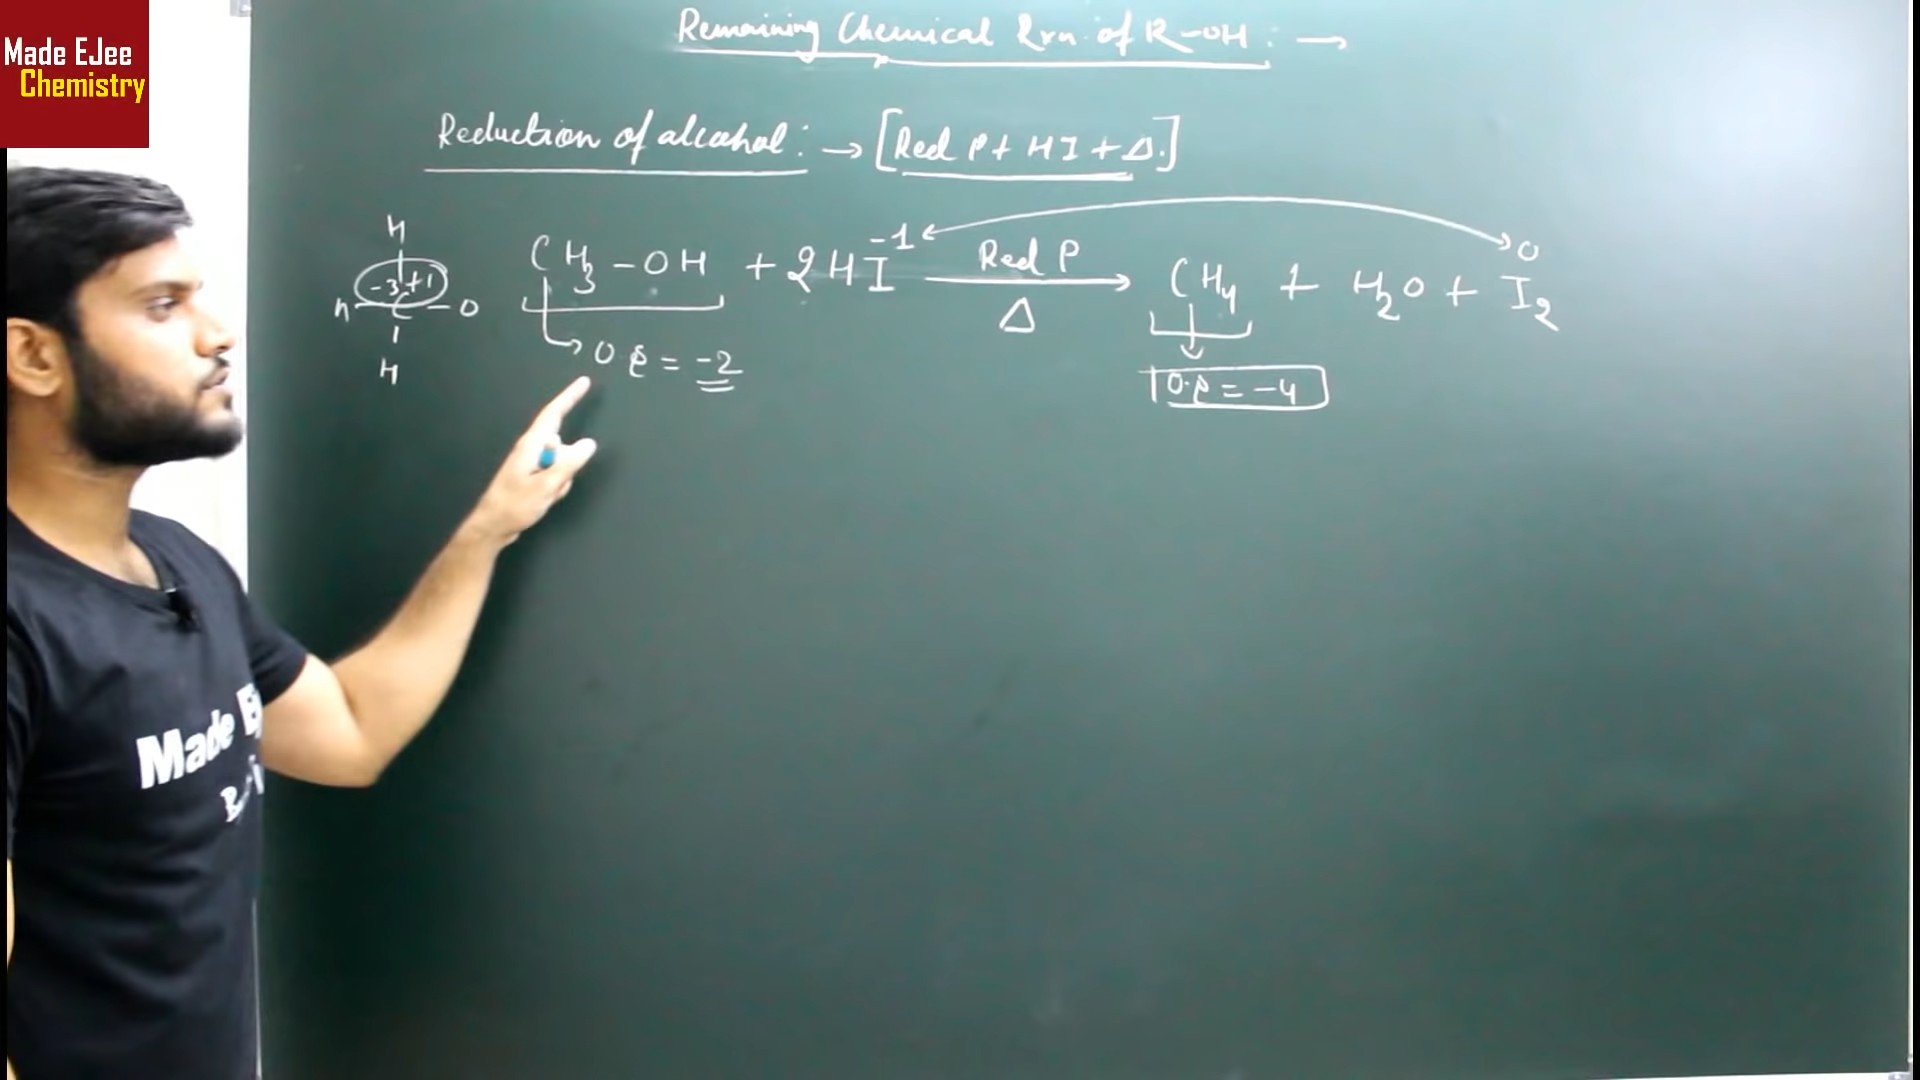 Made EJee
Chemistry
Remaining Chemical Rxn of R-OH: →
Reduction of alcahol: → [Red P + HI + Δ.]
CH3-OH + 2HI -1 Red P Δ → CH4 + H2O + I2 0
H
-3+1
H C - O
H
O.S = -2
O.S = -4
Made E